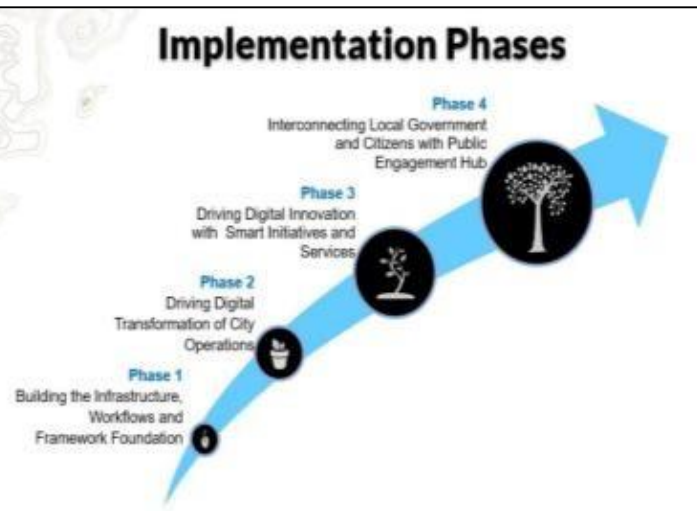 Implementation Phases
Phase 4
Interconnecting Local Government
and Citizens with Public
Engagement Hub
Phase 3
Driving Digital Innovation
with Smart Initiatives and
Services
Phase 2
Driving Digital
Transformation of City
Operations
Phase 1
Building the Infrastructure,
Workflows and
Framework Foundation